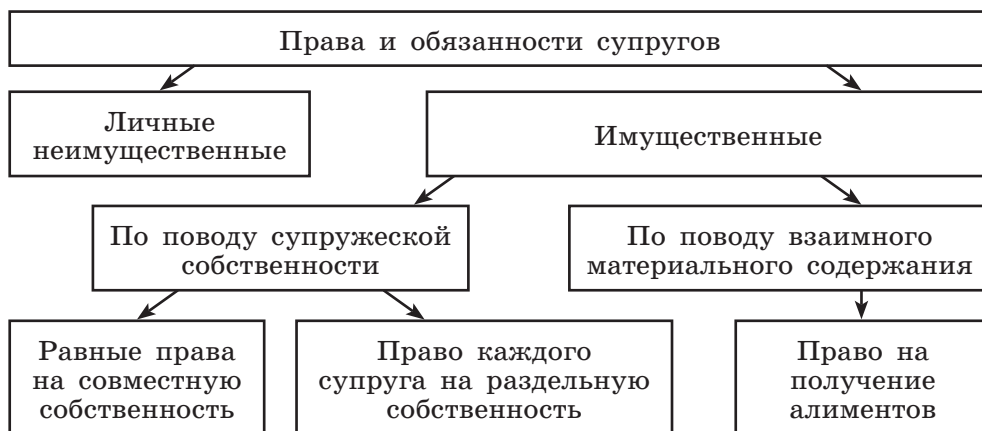 Права и обязанности супругов
Личные
неимущественные
Имущественные
По поводу супружеской
собственности
По поводу взаимного
материального содержания
Равные права
на совместную
собственность
Право каждого
супруга на раздельную
собственность
Право на
получение
алиментов